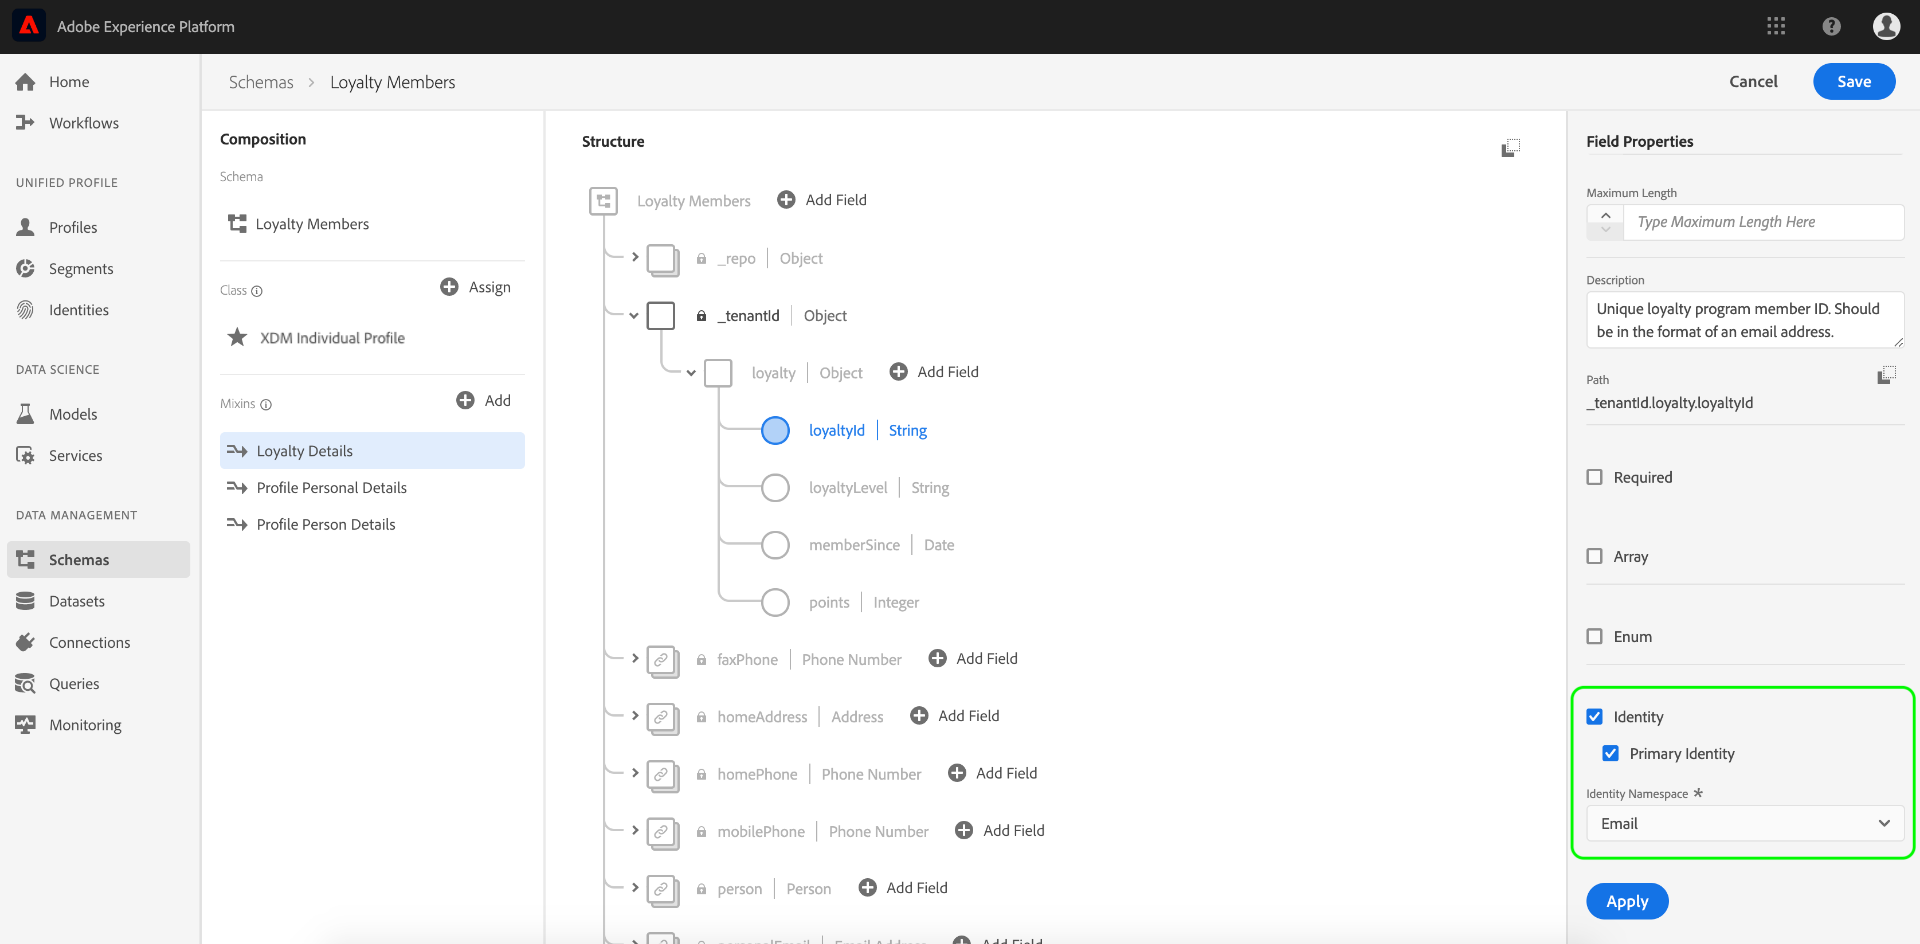 Adobe Experience Platform
Home
Workflows
UNIFIED PROFILE
Profiles
Segments
Identities
DATA SCIENCE
Models
Services
DATA MANAGEMENT
Schemas
Datasets
Connections
Queries
Monitoring
Schemas > Loyalty Members
Cancel
Save
Composition
Schema
Loyalty Members
Class
Assign
XDM Individual Profile
Mixins
Add
Loyalty Details
Profile Personal Details
Profile Person Details
Structure
Loyalty Members Add Field
_repo | Object
_tenantId | Object
loyalty | Object Add Field
loyaltyId | String
loyaltyLevel | String
memberSince | Date
points | Integer
faxPhone | Phone Number Add Field
homeAddress | Address Add Field
homePhone | Phone Number Add Field
mobilePhone | Phone Number Add Field
person | Person Add Field
personalEmail | Email Address Add Field
Field Properties
Maximum Length
Type Maximum Length Here
Description
Unique loyalty program member ID. Should
be in the format of an email address.
Path
_tenantId.loyalty.loyaltyId
Required
Array
Enum
Identity
Primary Identity
Identity Namespace *
Email
Apply